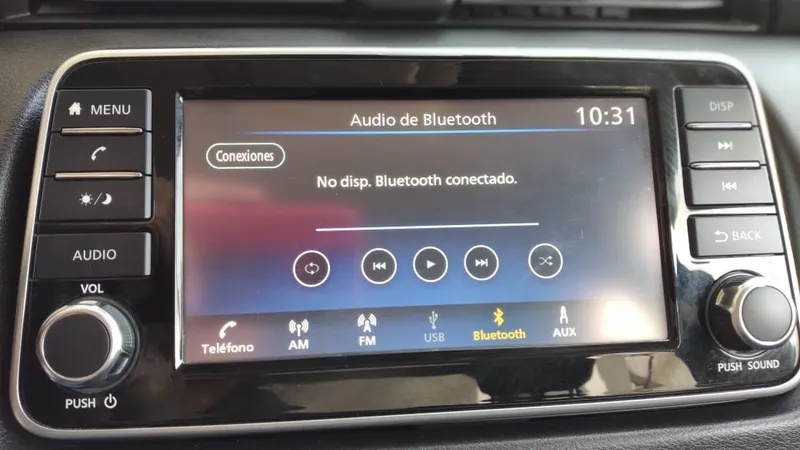 MENU
AUDIO
VOL
PUSH
Audio de Bluetooth
10:31
Conexiones
No disp. Bluetooth conectado.
Teléfono
AM
FM
USB
Bluetooth
AUX
DISP
BACK
PUSH SOUND